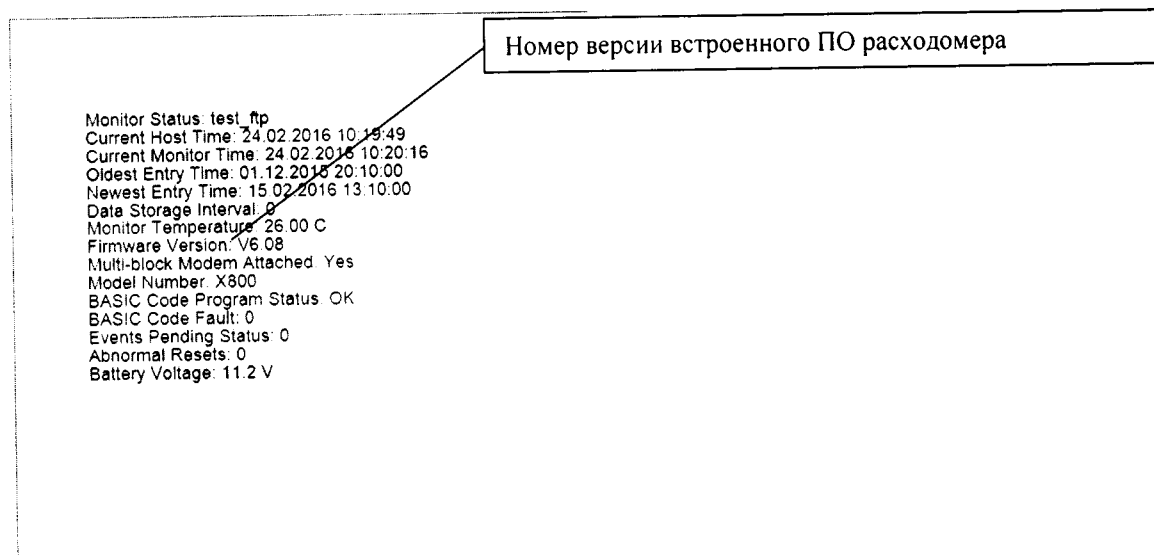 Номер версии встроенного ПО расходомера
Monitor Status: test_ftp
Current Host Time: 24.02.2016 10:19:49
Current Monitor Time: 24.02.2016 10:20:16
Oldest Entry Time: 01.12.2015 20:10:00
Newest Entry Time: 15.02.2016 13:10:00
Data Storage Interval: 0
Monitor Temperature: 26.00 C
Firmware Version: V6.08
Multi-block Modem Attached: Yes
Model Number: X800
BASIC Code Program Status: OK
BASIC Code Fault: 0
Events Pending Status: 0
Abnormal Resets: 0
Battery Voltage: 11.2 V